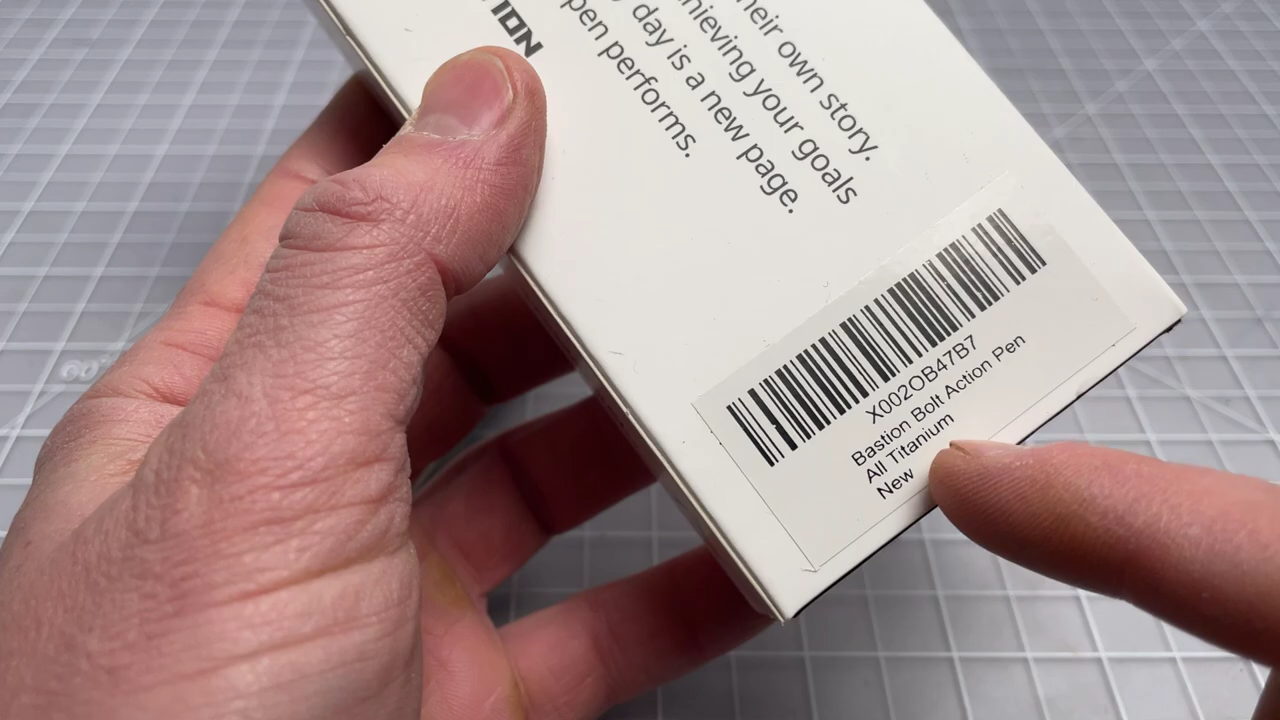 heir own story.
hieving your goals
day is a new page.
pen performs.
TION
X002OB47B7
Bastion Bolt Action Pen
All Titanium
New